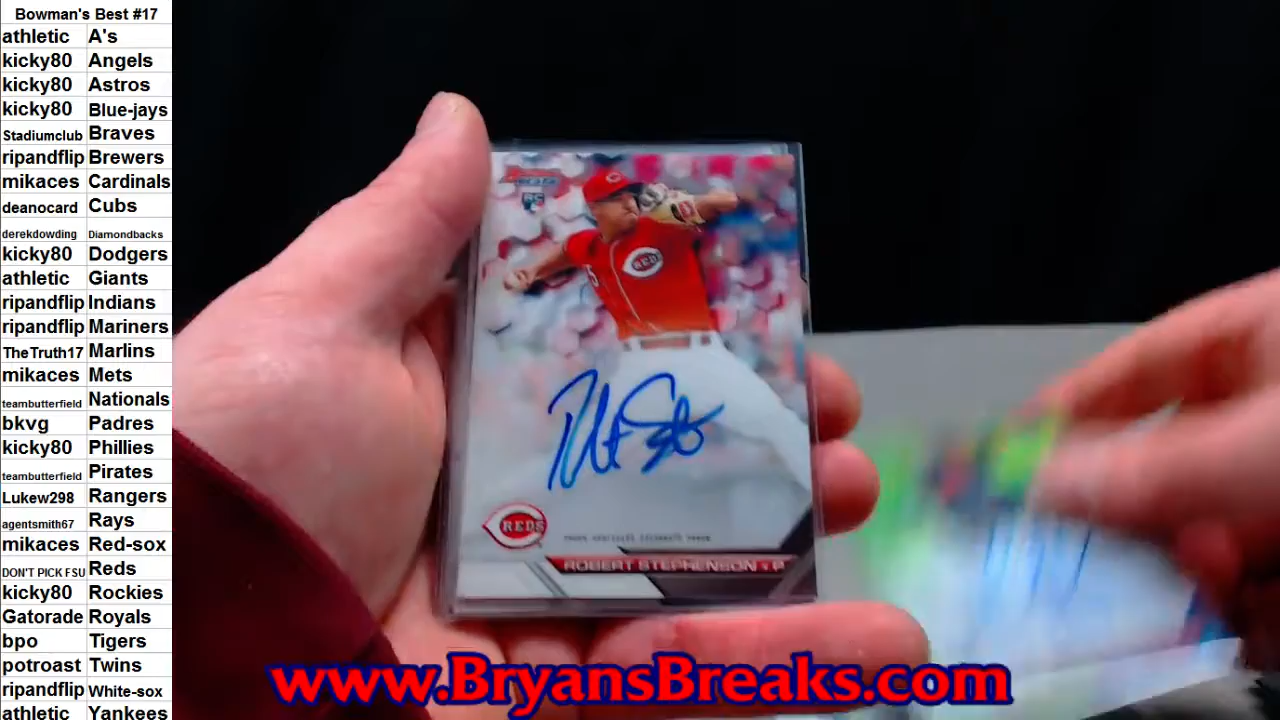 Bowman's Best #17
athletic A's
kicky80 Angels
kicky80 Astros
kicky80 Blue-jays
Stadiumclub Braves
ripandflip Brewers
mikaces Cardinals
deanocard Cubs
derekdowding Diamondbacks
kicky80 Dodgers
athletic Giants
ripandflip Indians
ripandflip Mariners
TheTruth17 Marlins
mikaces Mets
teambutterfield Nationals
bkvg Padres
kicky80 Phillies
teambutterfield Pirates
Lukew298 Rangers
agentsmith67 Rays
mikaces Red-sox
DON'T PICK FSU Reds
kicky80 Rockies
Gatorade Royals
bpo Tigers
potroast Twins
ripandflip White-sox
athletic Yankees
RC
REDS
REDS
ROBERT STEPHENSON • P
www.BryansBreaks.com